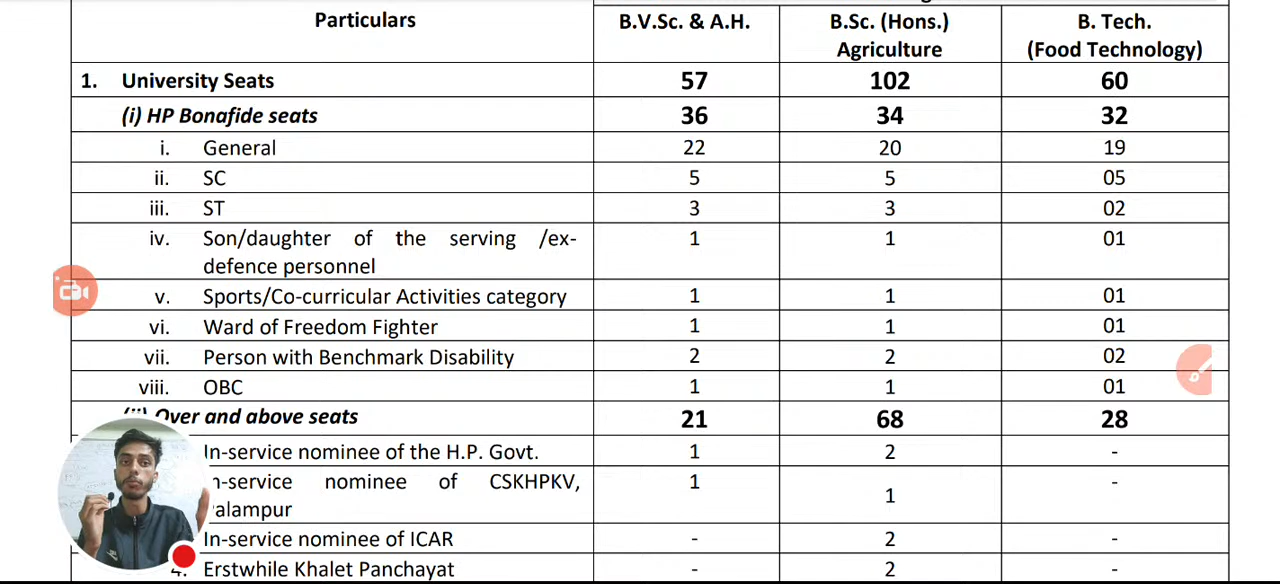 Particulars B.V.Sc. & A.H. B.Sc. (Hons.) B. Tech.
Agriculture (Food Technology)
1. University Seats 57 102 60
(i) HP Bonafide seats 36 34 32
i. General 22 20 19
ii. SC 5 5 05
iii. ST 3 3 02
iv. Son/daughter of the serving /ex- 1 1 01
defence personnel
v. Sports/Co-curricular Activities category 1 1 01
vi. Ward of Freedom Fighter 1 1 01
vii. Person with Benchmark Disability 2 2 02
viii. OBC 1 1 01
Over and above seats 21 68 28
In-service nominee of the H.P. Govt. 1 2 -
nominee of CSKHPKV, 1 1 -
In-service nominee of ICAR - 2 -
4. Erstwhile Khalet Panchayat - 2 -